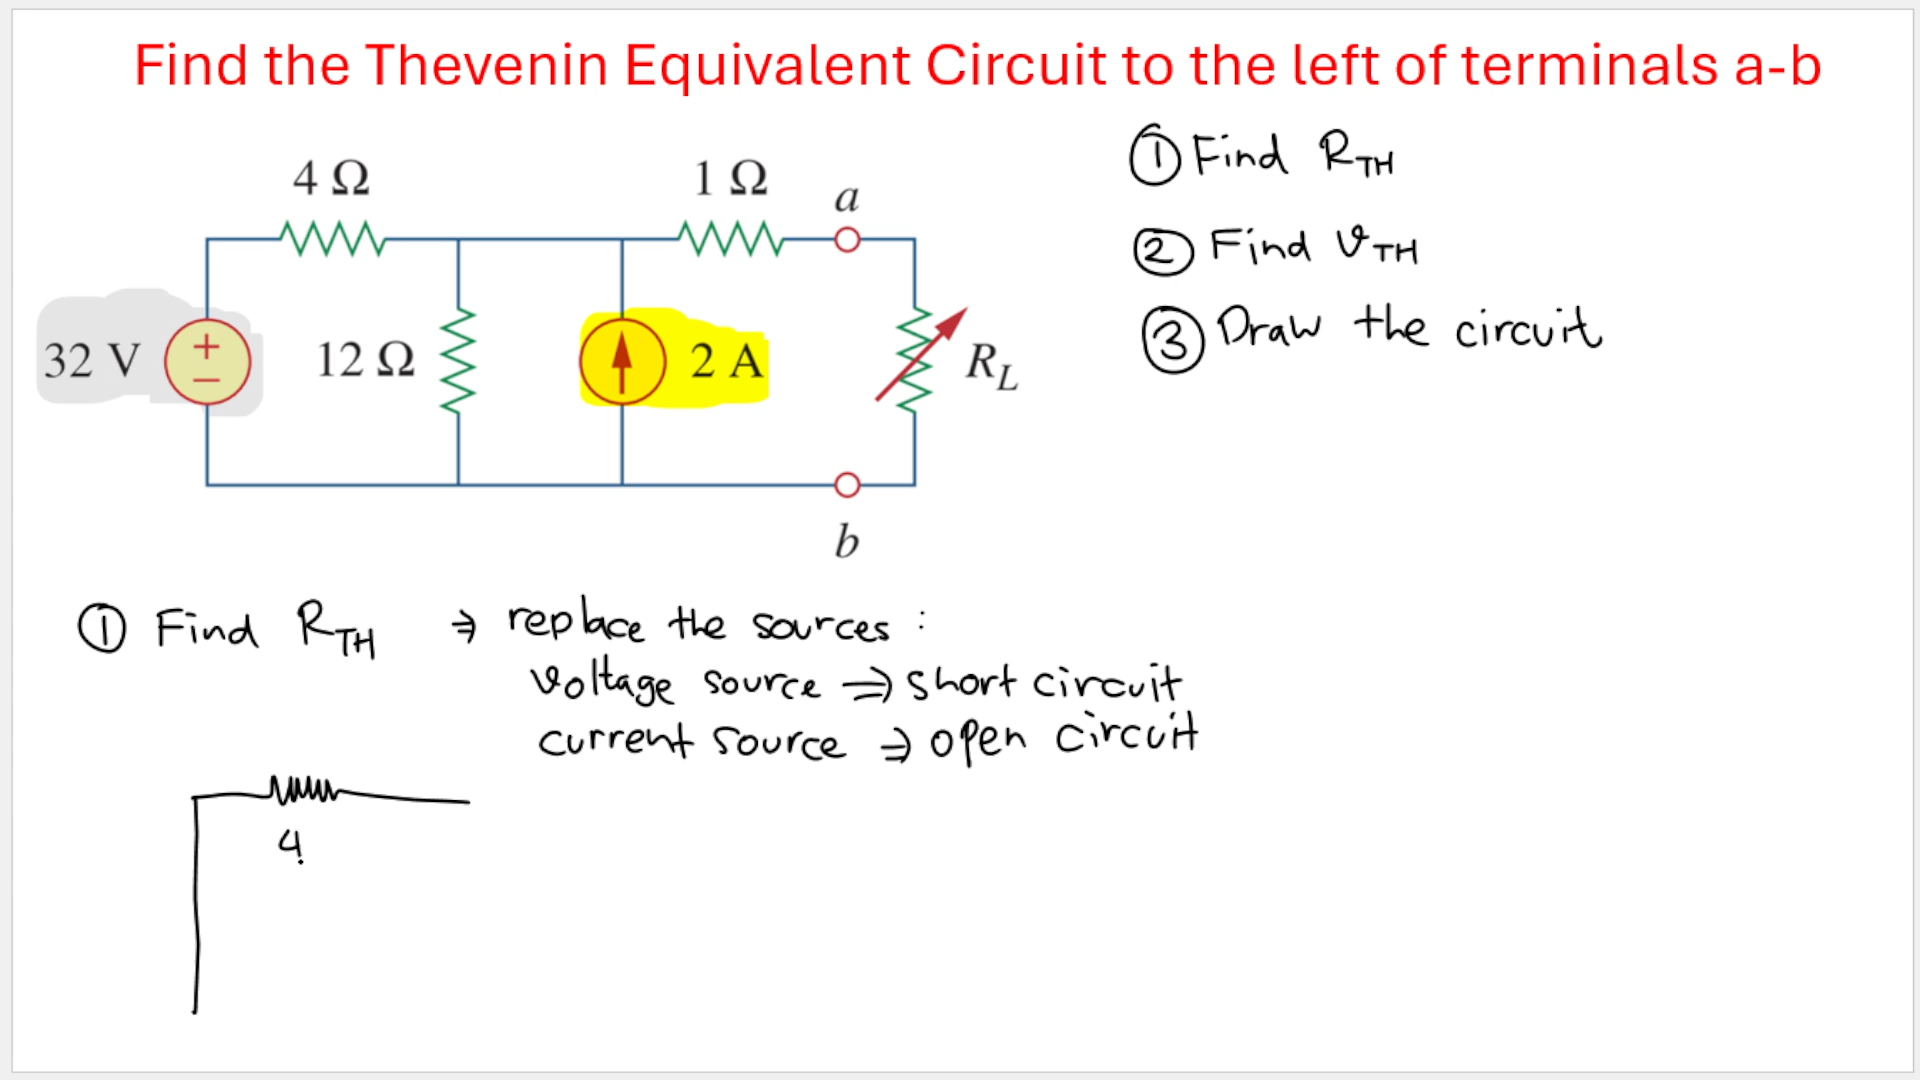 Find the Thevenin Equivalent Circuit to the left of terminals a-b
① Find RTH
② Find VTH
③ Draw the circuit
4 Ω
1 Ω
a
32 V
+
−
12 Ω
2 A
RL
b
① Find RTH ⇒ replace the sources :
Voltage source ⇒ short circuit
current source ⇒ open circuit
4